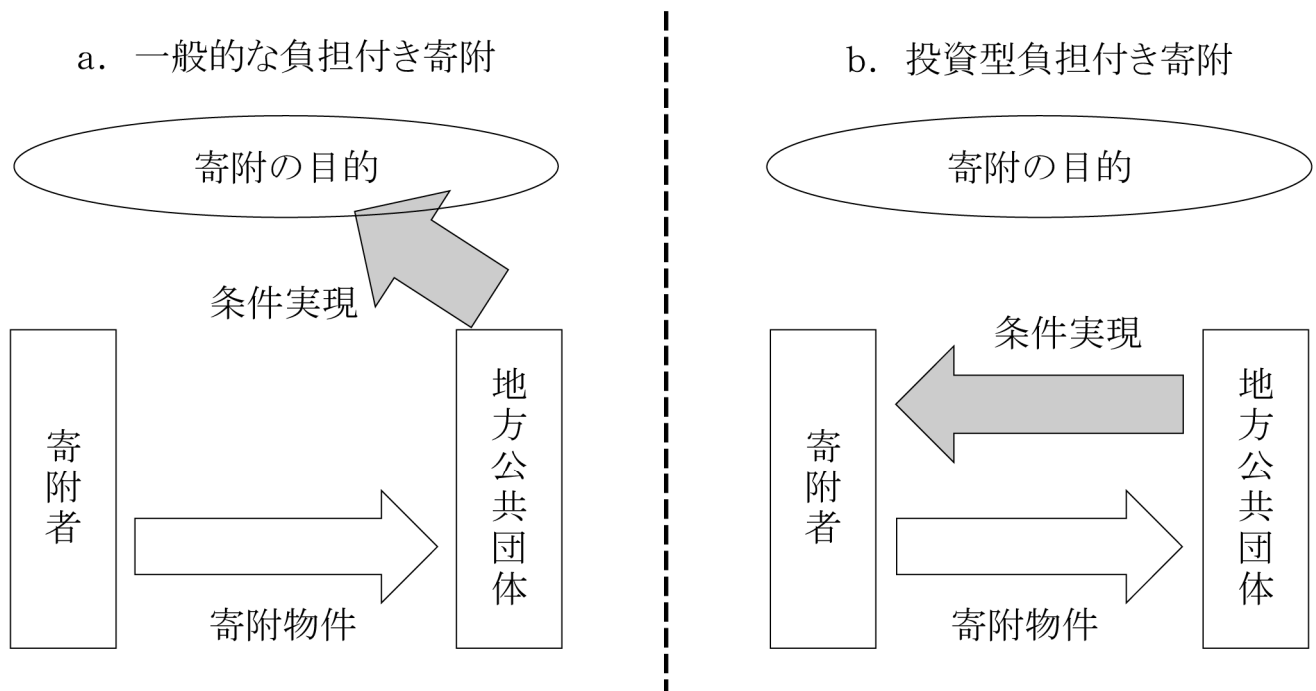 a. 一般的な負担付き寄附
寄附の目的
条件実現
寄附者
地方公共団体
寄附物件
b. 投資型負担付き寄附
寄附の目的
条件実現
寄附者
地方公共団体
寄附物件